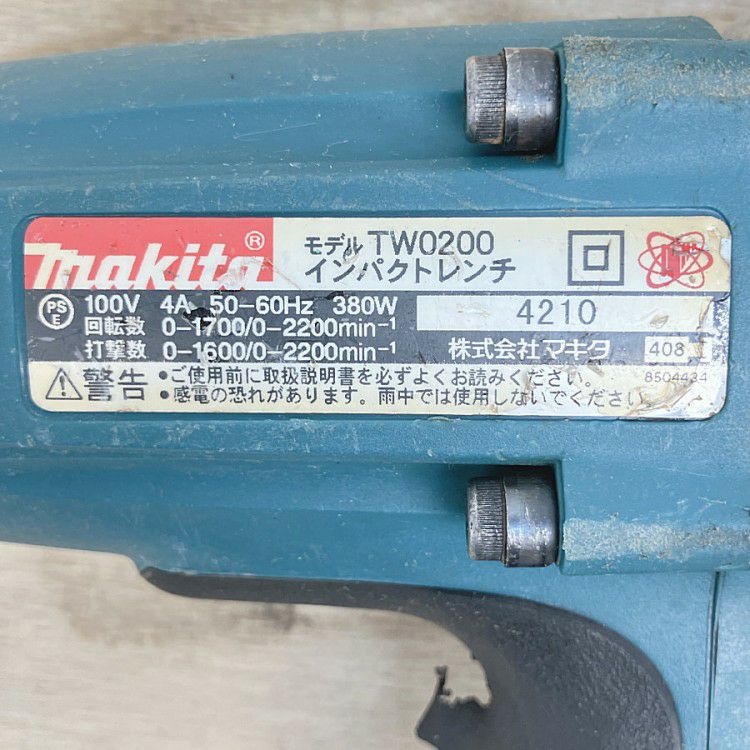 makita®
モデル TW0200
インパクトレンチ
PS
E
100V 4A 50-60Hz 380W
4210
回転数 0-1700/0-2200min⁻¹
打撃数 0-1600/0-2200min⁻¹
株式会社マキタ
408
8504434
警告 •ご使用前に取扱説明書を必ずよくお読みください。
•感電の恐れがあります。雨中では使用しないでください。